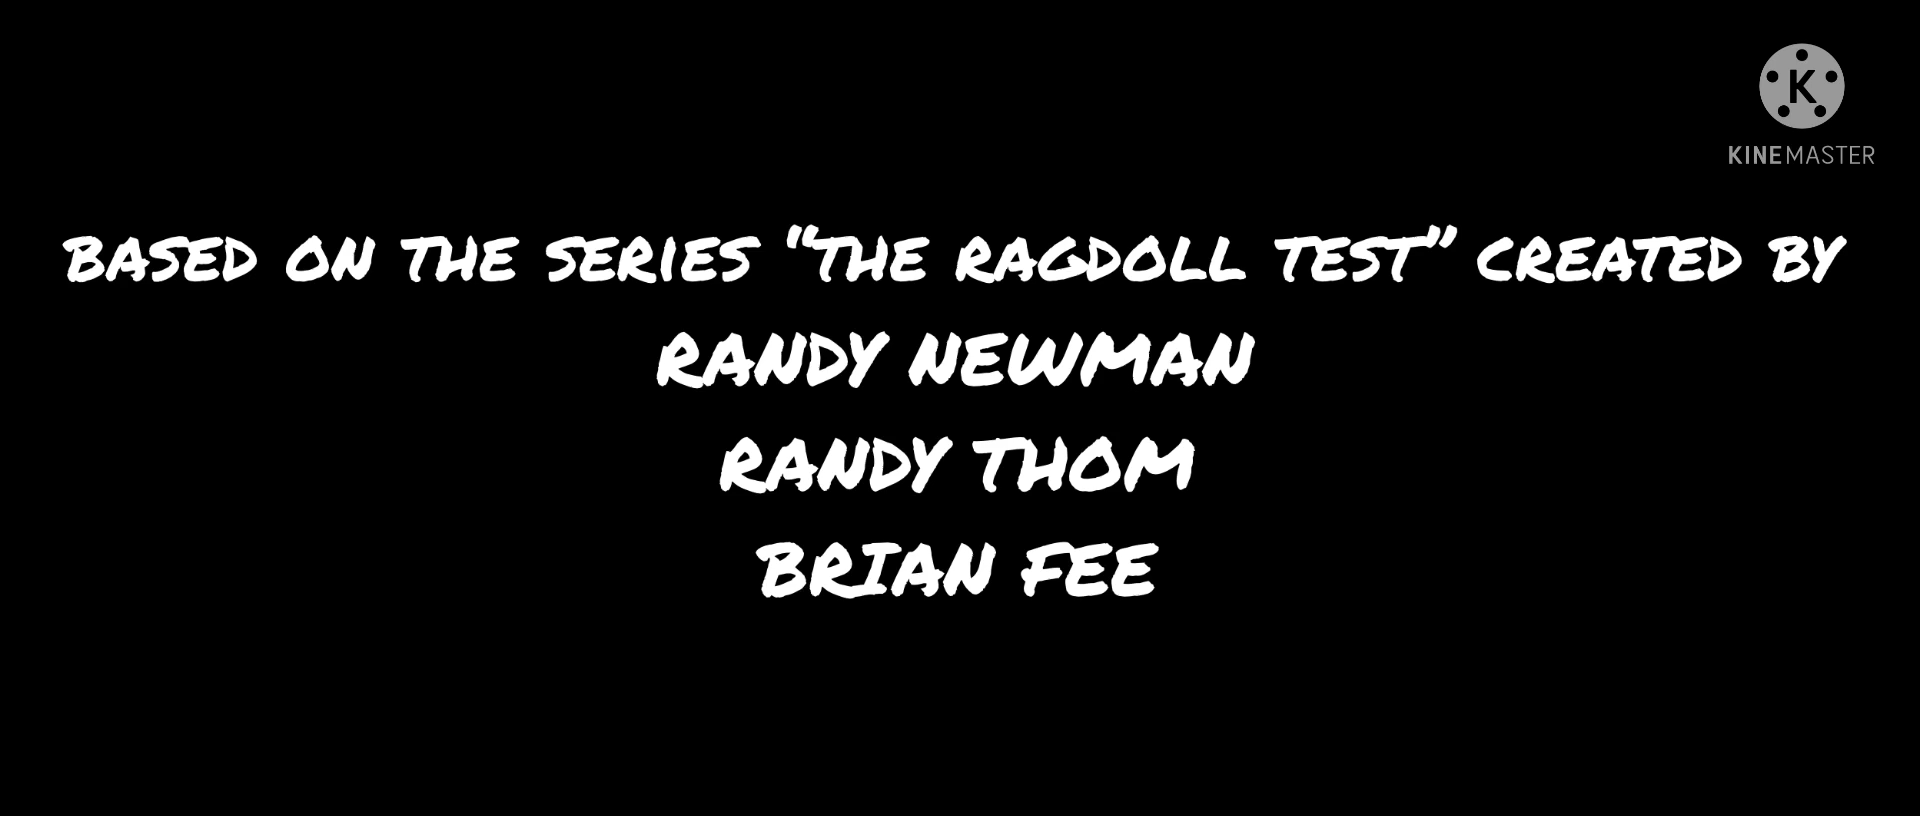 K
KINEMASTER
BASED ON THE SERIES “THE RAGDOLL TEST” CREATED BY
RANDY NEWMAN
RANDY THOM
BRIAN FEE